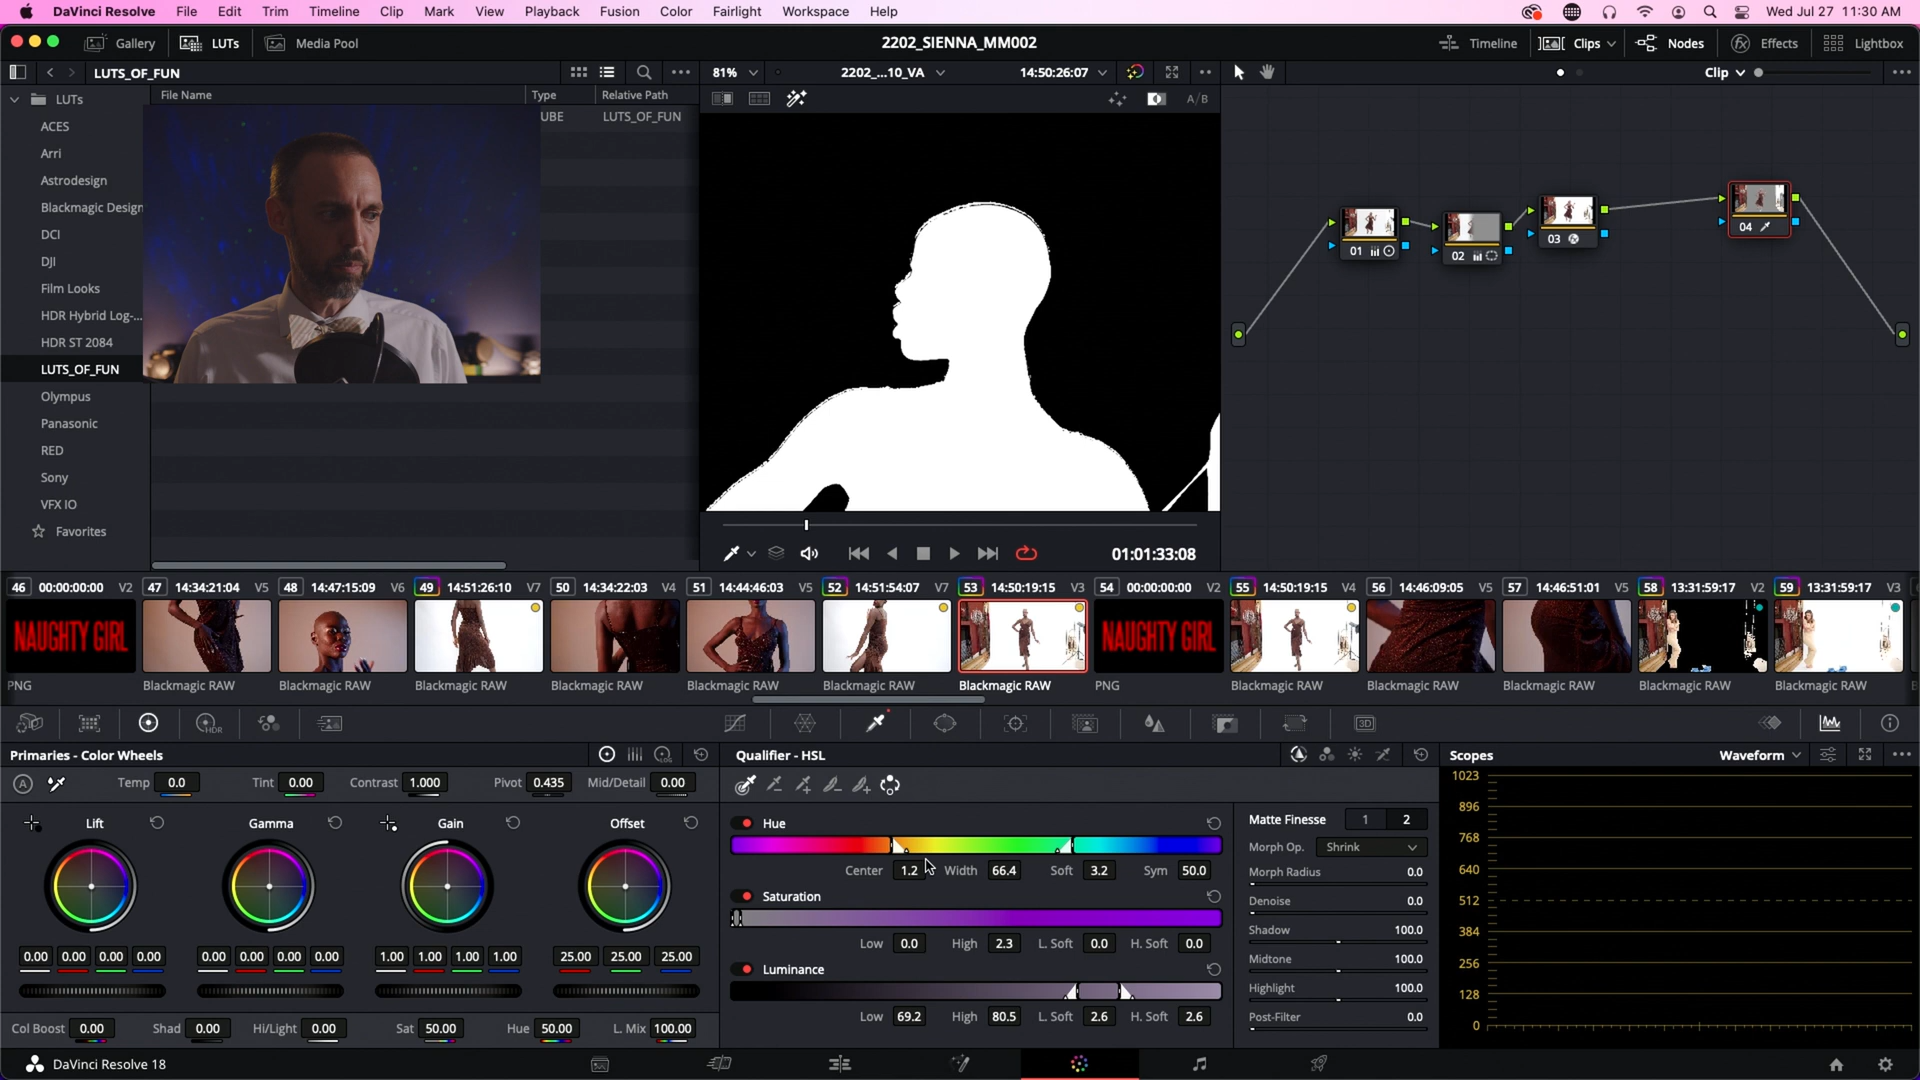 DaVinci Resolve File Edit Trim Timeline Clip Mark View Playback Fusion Color Fairlight Workspace Help Wed Jul 27 11:30 AM
Gallery LUTs Media Pool 2202_SIENNA_MM002 Timeline Clips Nodes Effects Lightbox
LUTS_OF_FUN 81% 2202_...10_VA 14:50:26:07 Clip
LUTs File Name Type Relative Path
A/B
ACES UBE LUTS_OF_FUN
Arri
Astrodesign
Blackmagic Design
DCI
DJI
Film Looks
HDR Hybrid Log-...
HDR ST 2084
LUTS_OF_FUN
Olympus
Panasonic
RED
Sony
VFX IO
Favorites
01 02 03 04
01:01:33:08
46 00:00:00:00 V2 47 14:34:21:04 V5 48 14:47:15:09 V6 49 14:51:26:10 V7 50 14:34:22:03 V4 51 14:44:46:03 V5 52 14:51:54:07 V7 53 14:50:19:15 V3 54 00:00:00:00 V2 55 14:50:19:15 V4 56 14:46:09:05 V5 57 14:46:51:01 V5 58 13:31:59:17 V2 59 13:31:59:17 V3
NAUGHTY GIRL NAUGHTY GIRL
PNG Blackmagic RAW Blackmagic RAW Blackmagic RAW Blackmagic RAW Blackmagic RAW Blackmagic RAW Blackmagic RAW PNG Blackmagic RAW Blackmagic RAW Blackmagic RAW Blackmagic RAW Blackmagic RAW
HDR 3D
Primaries - Color Wheels LOG Qualifier - HSL Scopes Waveform
A Temp 0.0 Tint 0.00 Contrast 1.000 Pivot 0.435 Mid/Detail 0.00
Lift Gamma Gain Offset
0.00 0.00 0.00 0.00 0.00 0.00 0.00 0.00 1.00 1.00 1.00 1.00 25.00 25.00 25.00
Col Boost 0.00 Shad 0.00 Hi/Light 0.00 Sat 50.00 Hue 50.00 L. Mix 100.00
Hue
Center 1.2 Width 66.4 Soft 3.2 Sym 50.0
Saturation
Low 0.0 High 2.3 L. Soft 0.0 H. Soft 0.0
Luminance
Low 69.2 High 80.5 L. Soft 2.6 H. Soft 2.6
Matte Finesse 1 2
Morph Op. Shrink
Morph Radius 0.0
Denoise 0.0
Shadow 100.0
Midtone 100.0
Highlight 100.0
Post-Filter 0.0
1023
896
768
640
512
384
256
128
0
DaVinci Resolve 18